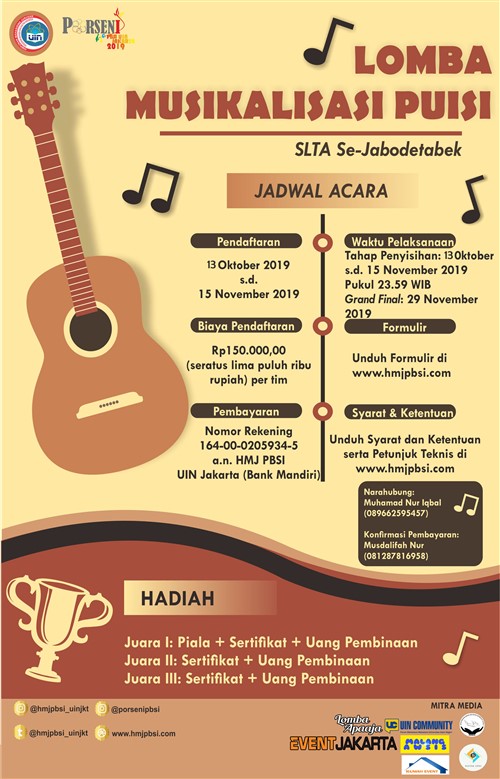 uin
PORSENI
2019
LOMBA
MUSIKALISASI PUISI
SLTA Se-Jabodetabek
JADWAL ACARA
Pendaftaran
13 Oktober 2019
s.d.
15 November 2019
Waktu Pelaksanaan
Tahap Penyisihan: 13 Oktober
s.d. 15 November 2019
Pukul 23.59 WIB
Grand Final: 29 November
2019
Biaya Pendaftaran
Rp150.000,00
(seratus lima puluh ribu
rupiah) per tim
Formulir
Unduh Formulir di
www.hmjpbsi.com
Pembayaran
Nomor Rekening
164-00-0205934-5
a.n. HMJ PBSI
UIN Jakarta (Bank Mandiri)
Syarat & Ketentuan
Unduh Syarat dan Ketentuan
serta Petunjuk Teknis di
www.hmjpbsi.com
Narahubung:
Muhamad Nur Iqbal
(089662595457)
Konfirmasi Pembayaran:
Musdalifah Nur
(081287816958)
HADIAH
Juara I: Piala + Sertifikat + Uang Pembinaan
Juara II: Sertifikat + Uang Pembinaan
Juara III: Sertifikat + Uang Pembinaan
@hmjpbsi_uinjkt
@porsenipbsi
@hmjpbsi_uinjkt
www.hmjpbsi.com
MITRA MEDIA
Lomba
Apaaja
UC UIN COMMUNITY
EVENTJAKARTA